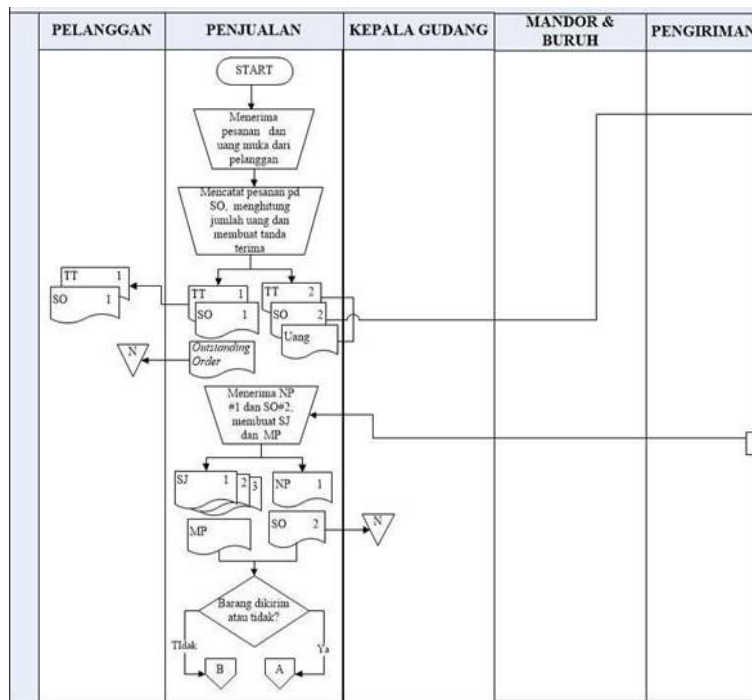 PELANGGAN
PENJUALAN
KEPALA GUDANG
MANDOR &
BURUH
PENGIRIMAN
START
Menerima
pesanan dan
uang muka dari
pelanggan
Mencatat pesanan pd
SO, menghitung
jumlah uang dan
membuat tanda
terima
TT 1
SO 1
TT 1
SO 1
TT 2
SO 2
Uang
N
Outstanding
Order
Menerima NP
#1 dan SO#2,
membuat SJ
dan MP
SJ 1 2 3
NP 1
MP
SO 2
N
Barang dikirim
atau tidak?
TIdak
Ya
B
A